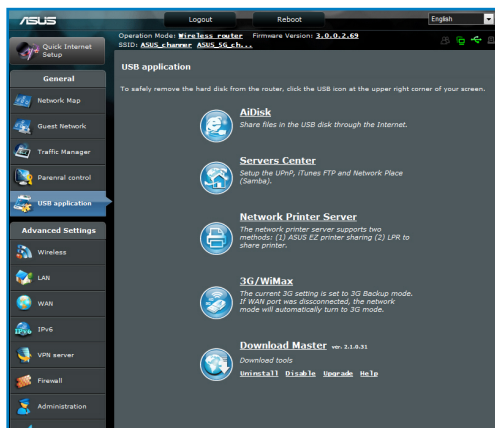 ASUS
Logout
Reboot
English
Quick Internet
Setup
Operation Mode: Wireless router Firmware Version: 3.0.0.2.69
SSID: ASUS_channer ASUS_5G_ch...
General
Network Map
Guest Network
Traffic Manager
Parenral control
USB application
Advanced Settings
Wireless
LAN
WAN
IPv6
IPv6
VPN server
Firewall
Administration
USB application
To safely remove the hard disk from the router, click the USB icon at the upper right corner of your screen.
AiDisk
Share files in the USB disk through the Internet.
Servers Center
Setup the UPnP, iTunes FTP and Network Place
(Samba).
Network Printer Server
The network printer server supports two
methods: (1) ASUS EZ printer sharing (2) LPR to
share printer.
3G/WiMax
The current 3G setting is set to 3G Backup mode.
If WAN port was dissconnected, the network
mode will automatically turn to 3G mode.
Download Master ver. 2.1.0.31
Download tools
Uninstall Disable Upgrade Help